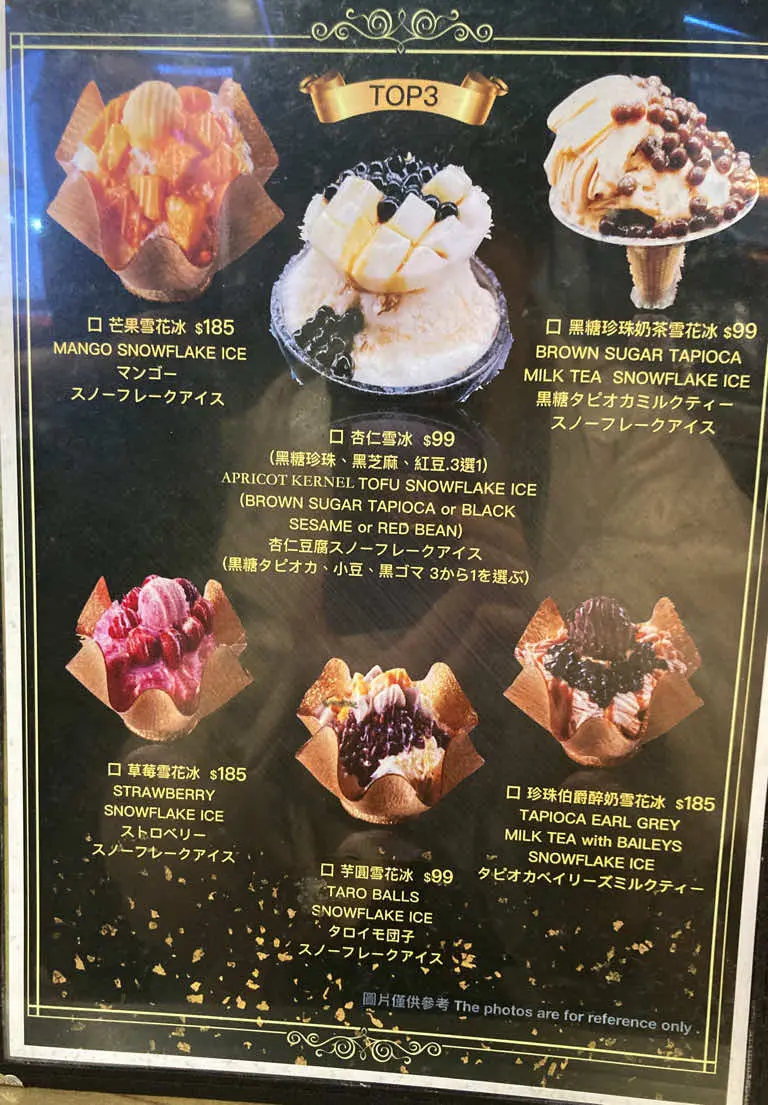 TOP3
口 芒果雪花冰 $185
MANGO SNOWFLAKE ICE
マンゴー
スノーフレークアイス
口 黑糖珍珠奶茶雪花冰 $99
BROWN SUGAR TAPIOCA
MILK TEA SNOWFLAKE ICE
黒糖タピオカミルクティー
スノーフレークアイス
口 杏仁雪冰 $99
(黑糖珍珠、黑芝麻、紅豆.3選1)
APRICOT KERNEL TOFU SNOWFLAKE ICE
(BROWN SUGAR TAPIOCA or BLACK
SESAME or RED BEAN)
杏仁豆腐スノーフレークアイス
(黒糖タピオカ、小豆、黒ゴマ 3から1を選ぶ)
口 草莓雪花冰 $185
STRAWBERRY
SNOWFLAKE ICE
ストロベリー
スノーフレークアイス
口 芋圓雪花冰 $99
TARO BALLS
SNOWFLAKE ICE
タロイモ団子
スノーフレークアイス
口 珍珠伯爵醉奶雪花冰 $185
TAPIOCA EARL GREY
MILK TEA with BAILEYS
SNOWFLAKE ICE
タピオカベイリーズミルクティー
圖片僅供參考 The photos are for reference only .